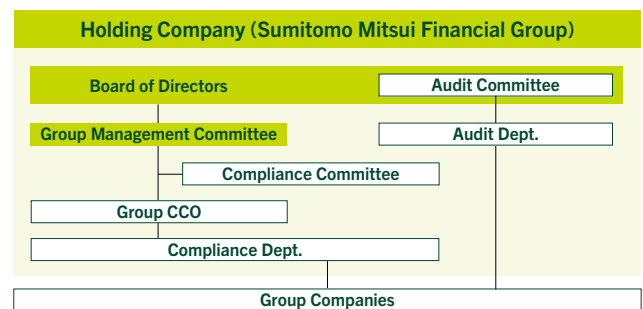 Holding Company (Sumitomo Mitsui Financial Group)
Board of Directors
Audit Committee
Group Management Committee
Audit Dept.
Compliance Committee
Group CCO
Compliance Dept.
Group Companies